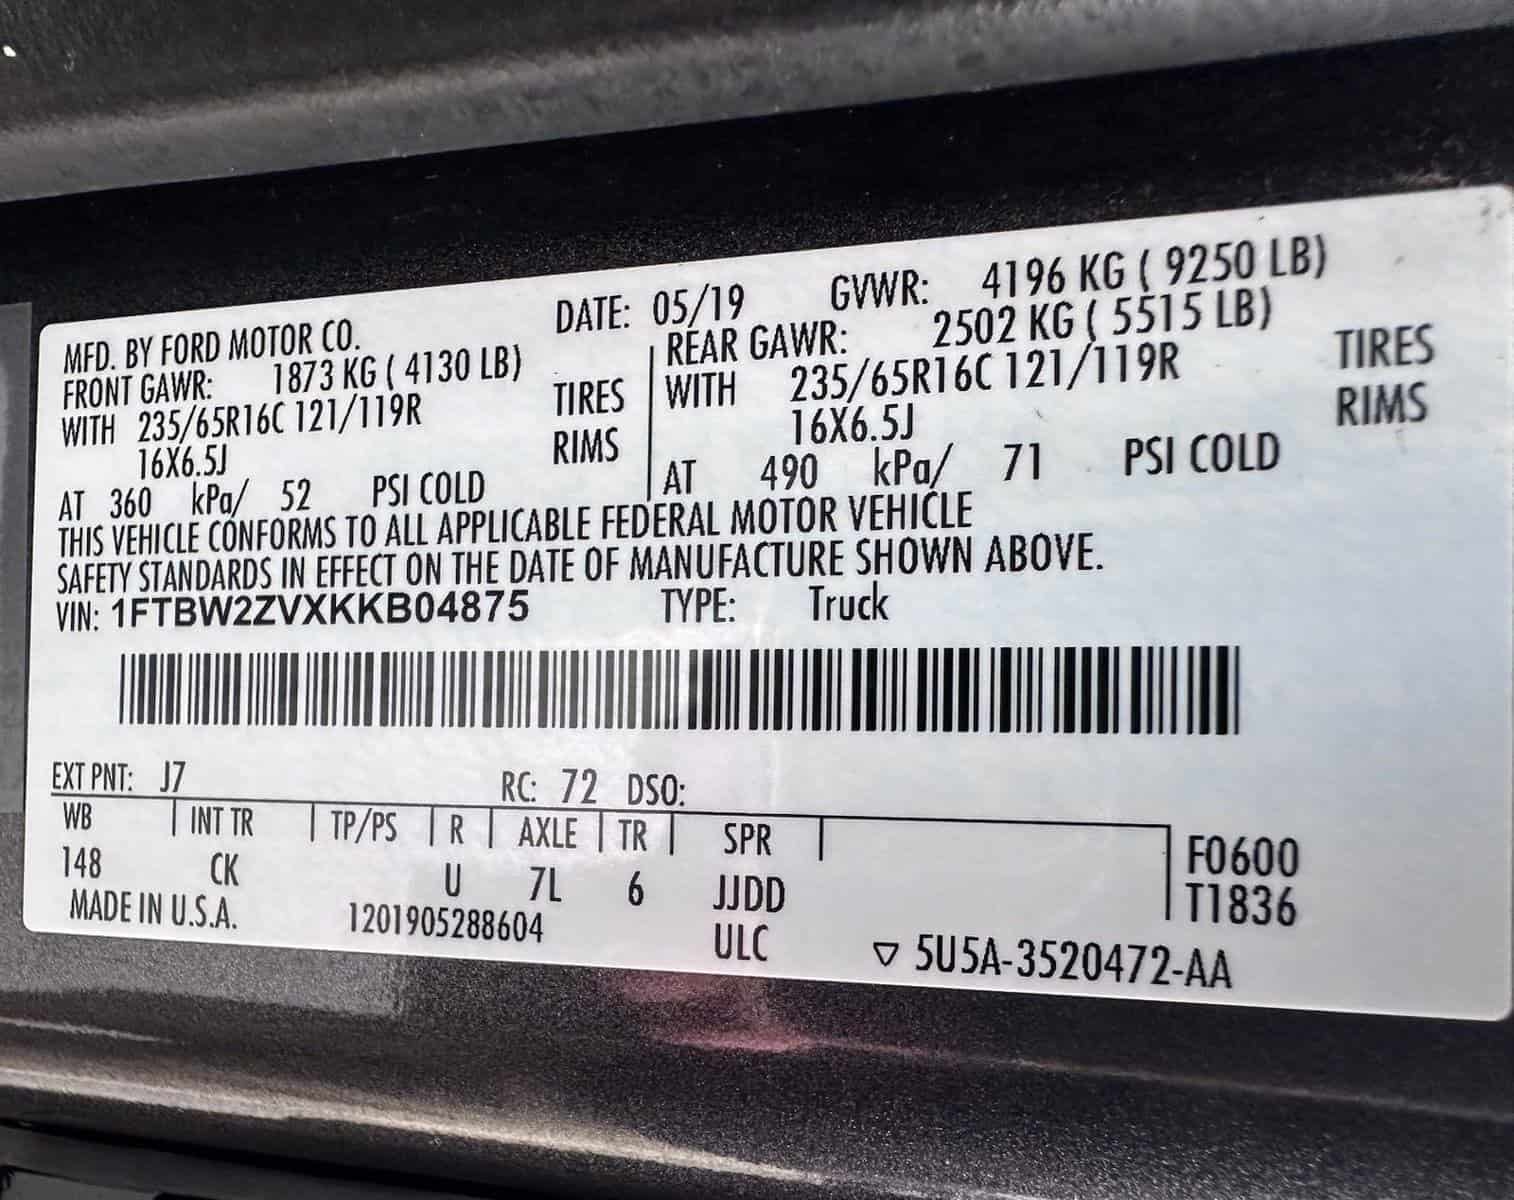 MFD. BY FORD MOTOR CO. DATE: 05/19 GVWR: 4196 KG ( 9250 LB)
FRONT GAWR: 1873 KG ( 4130 LB) REAR GAWR: 2502 KG ( 5515 LB)
WITH 235/65R16C 121/119R TIRES WITH 235/65R16C 121/119R TIRES
16X6.5J RIMS 16X6.5J RIMS
AT 360 kPa/ 52 PSI COLD AT 490 kPa/ 71 PSI COLD
THIS VEHICLE CONFORMS TO ALL APPLICABLE FEDERAL MOTOR VEHICLE
SAFETY STANDARDS IN EFFECT ON THE DATE OF MANUFACTURE SHOWN ABOVE.
VIN: 1FTBW2ZVXKKB04875 TYPE: Truck
EXT PNT: J7 RC: 72 DSO:
WB INT TR TP/PS R AXLE TR SPR
148 CK U 7L 6 JJDD F0600
T1836
MADE IN U.S.A. 1201905288604 ULC ▽ 5U5A-3520472-AA